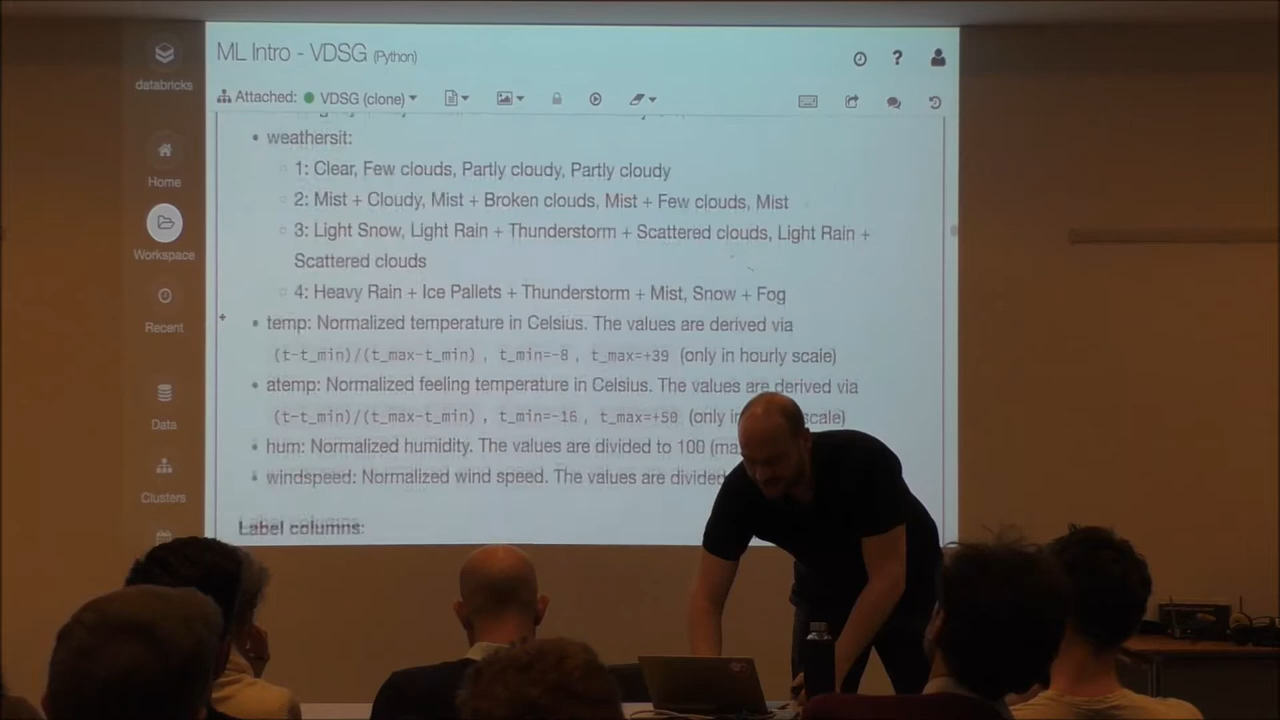 ML Intro - VDSG (Python)
databricks
Attached: VDSG (clone)
weathersit:
1: Clear, Few clouds, Partly cloudy, Partly cloudy
Home
2: Mist + Cloudy, Mist + Broken clouds, Mist + Few clouds, Mist
3: Light Snow, Light Rain + Thunderstorm + Scattered clouds, Light Rain +
Workspace
Scattered clouds
4: Heavy Rain + Ice Pallets + Thunderstorm + Mist, Snow + Fog
Recent
temp: Normalized temperature in Celsius. The values are derived via
(t-t_min)/(t_max-t_min), t_min=-8, t_max=+39 (only in hourly scale)
atemp: Normalized feeling temperature in Celsius. The values are derived via
(t-t_min)/(t_max-t_min), t_min=-16, t_max=+50 (only in scale)
Data
hum: Normalized humidity. The values are divided to 100
windspeed: Normalized wind speed. The values are divided
Clusters
Label columns: